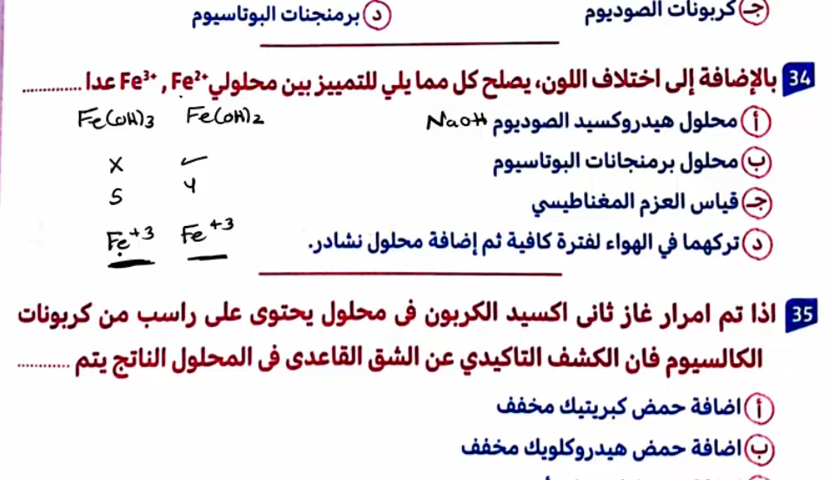 جـ كربونات الصوديوم
د برمنجنات البوتاسيوم
34 بالإضافة إلى اختلاف اللون، يصلح كل مما يلي للتمييز بين محلولي Fe³⁺ , Fe²⁺ عدا ..............
أ محلول هيدروكسيد الصوديوم NaOH Fe(OH)2 Fe(OH)3
ب محلول برمنجانات البوتاسيوم ✓ X
جـ قياس العزم المغناطيسي 4 5
د تركهما في الهواء لفترة كافية ثم إضافة محلول نشادر. Fe+3 Fe+3
35 اذا تم امرار غاز ثانى اكسيد الكربون فى محلول يحتوى على راسب من كربونات
الكالسيوم فان الكشف التاكيدي عن الشق القاعدى فى المحلول الناتج يتم ............
أ اضافة حمض كبريتيك مخفف
ب اضافة حمض هيدروكلويك مخفف